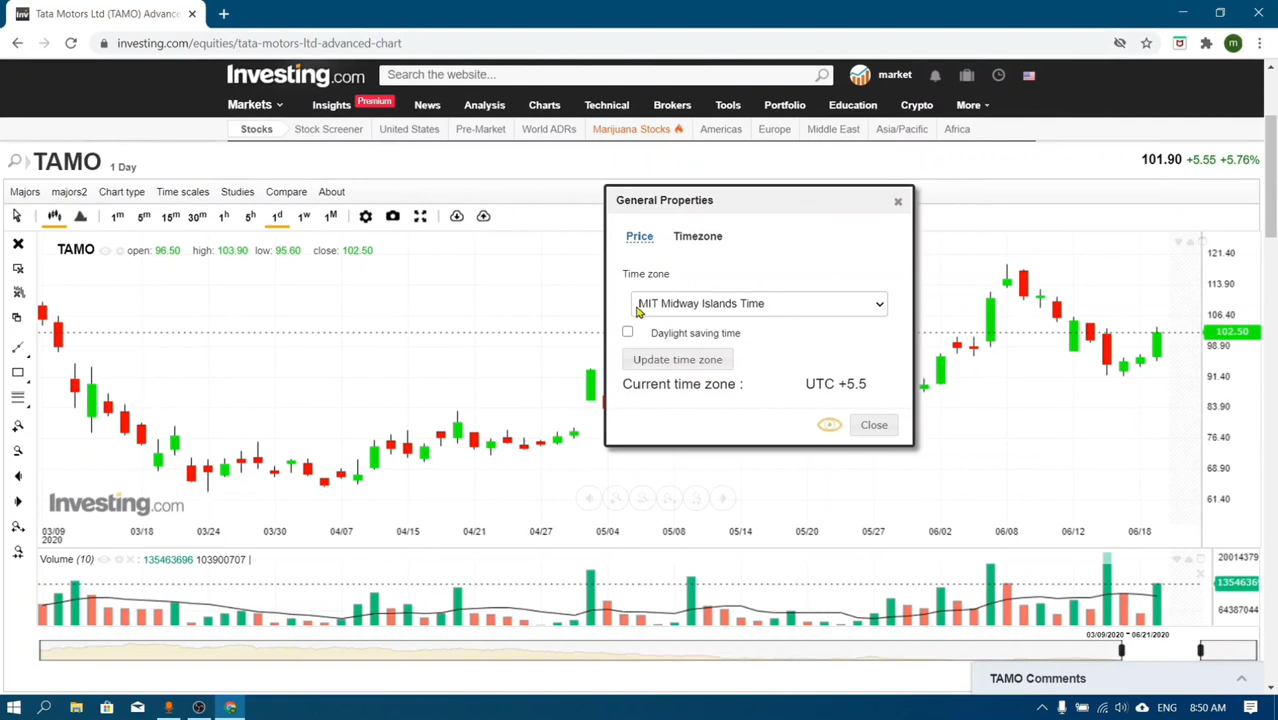 Tata Motors Ltd (TAMO) Advance
investing.com/equities/tata-motors-ltd-advanced-chart
m
Investing.com
Search the website...
market
Markets
Insights
Premium
News
Analysis
Charts
Technical
Brokers
Tools
Portfolio
Education
Crypto
More
Stocks
Stock Screener
United States
Pre-Market
World ADRs
Marijuana Stocks
Americas
Europe
Middle East
Asia/Pacific
Africa
TAMO 1 Day
101.90 +5.55 +5.76%
Majors majors2 Chart type Time scales Studies Compare About
1m 5m 15m 30m 1h 5h 1d 1w 1M
TAMO open: 96.50 high: 103.90 low: 95.60 close: 102.50
General Properties
Price Timezone
Time zone
MIT Midway Islands Time
Daylight saving time
Update time zone
Current time zone : UTC +5.5
Close
121.40
113.90
106.40
102.50
98.90
91.40
83.90
76.40
68.90
61.40
Investing.com
03/09 03/18 03/24 03/30 04/07 04/15 04/21 04/27 05/04 05/08 05/14 05/20 05/27 06/02 06/08 06/12 06/18
2020
Volume (10) 135463696 103900707 |
20014379
13546369
64387044
03/09/2020 - 06/21/2020
TAMO Comments
ENG 8:50 AM